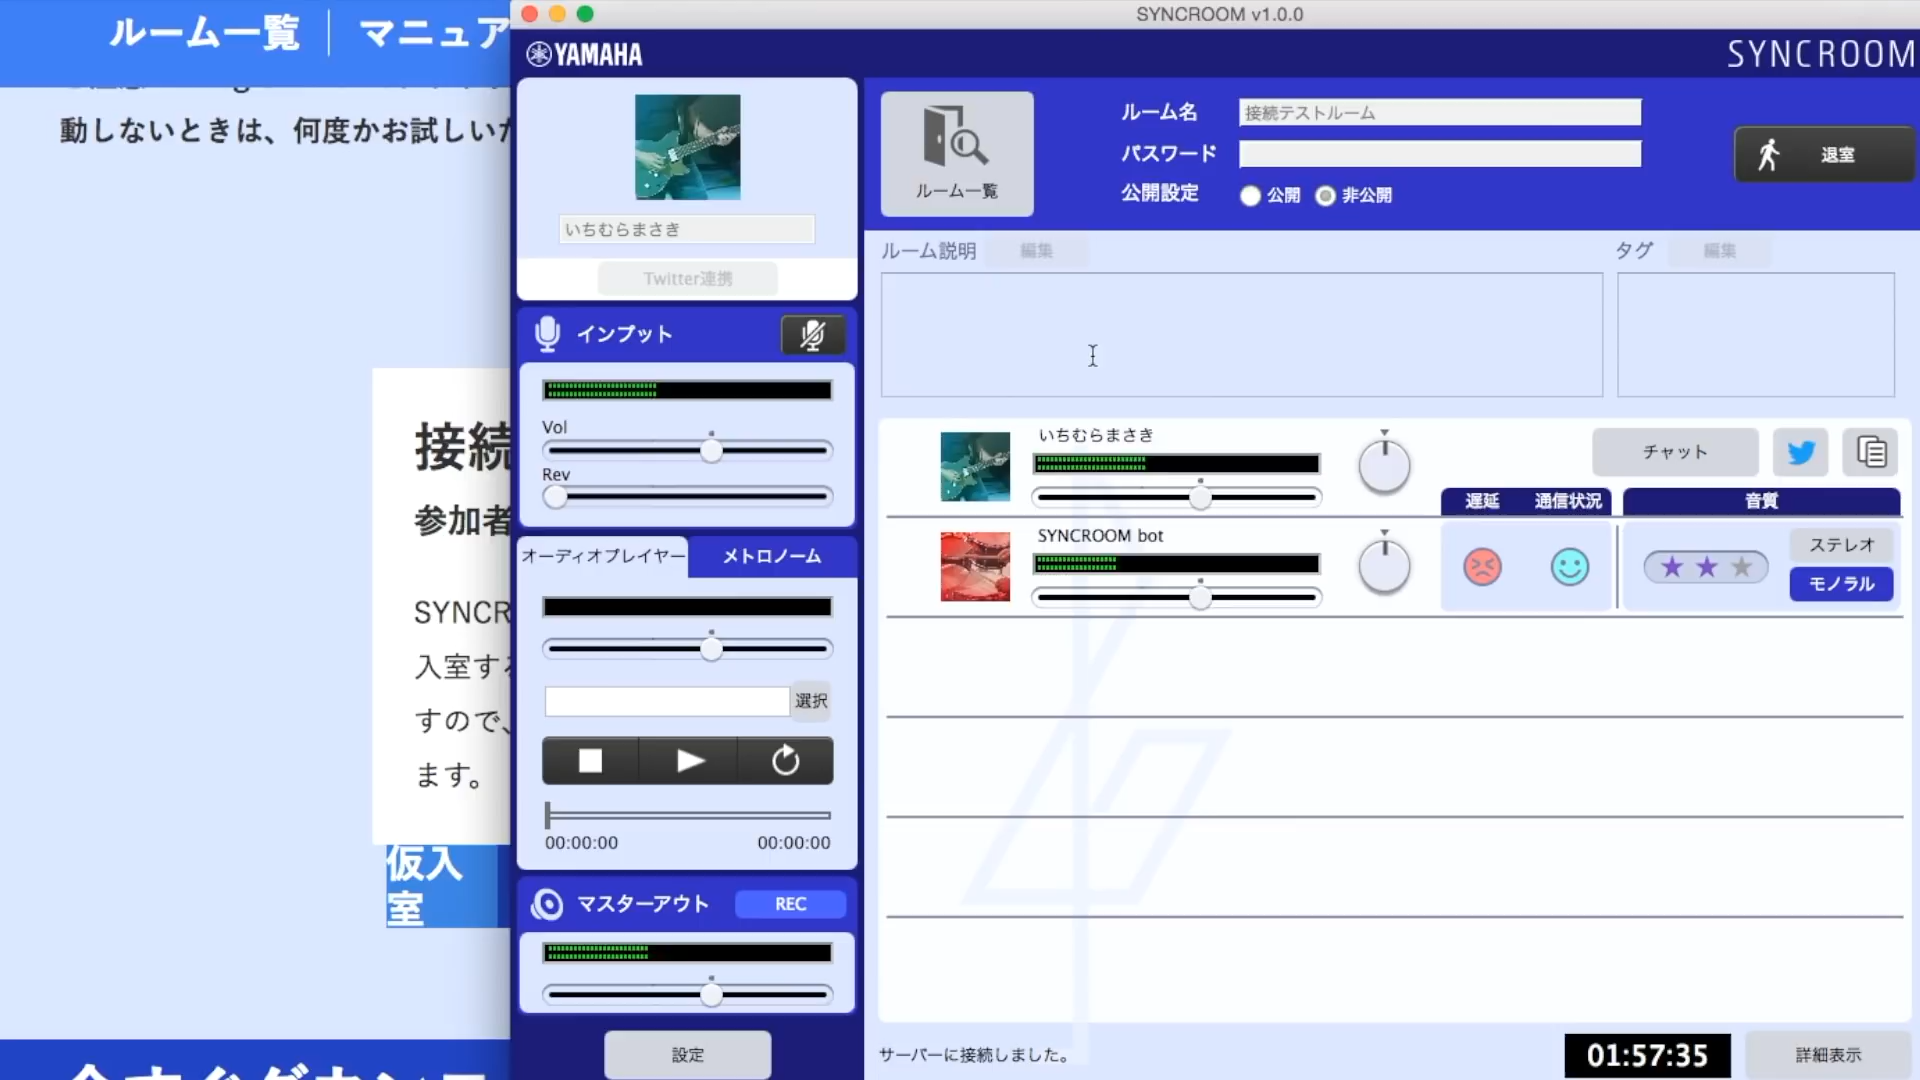 ルーム一覧
マニュア
動しないときは、何度かお試しいた
接続
参加者
SYNCR
入室する
すので、
ます。
仮入
室
SYNCROOM v1.0.0
YAMAHA
SYNCROOM
いちむらまさき
Twitter連携
インプット
Vol
Rev
オーディオプレイヤー
メトロノーム
選択
00:00:00
00:00:00
マスターアウト
REC
設定
ルーム一覧
ルーム名
接続テストルーム
パスワード
公開設定
公開
非公開
退室
ルーム説明
編集
タグ
編集
いちむらまさき
チャット
遅延
通信状況
音質
SYNCROOM bot
ステレオ
モノラル
サーバーに接続しました。
01:57:35
詳細表示